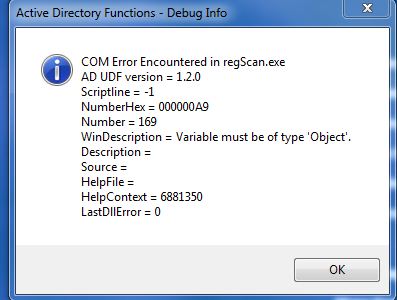 Active Directory Functions - Debug Info
COM Error Encountered in regScan.exe
AD UDF version = 1.2.0
Scriptline = -1
NumberHex = 000000A9
Number = 169
WinDescription = Variable must be of type 'Object'.
Description =
Source =
HelpFile =
HelpContext = 6881350
LastDllError = 0
OK